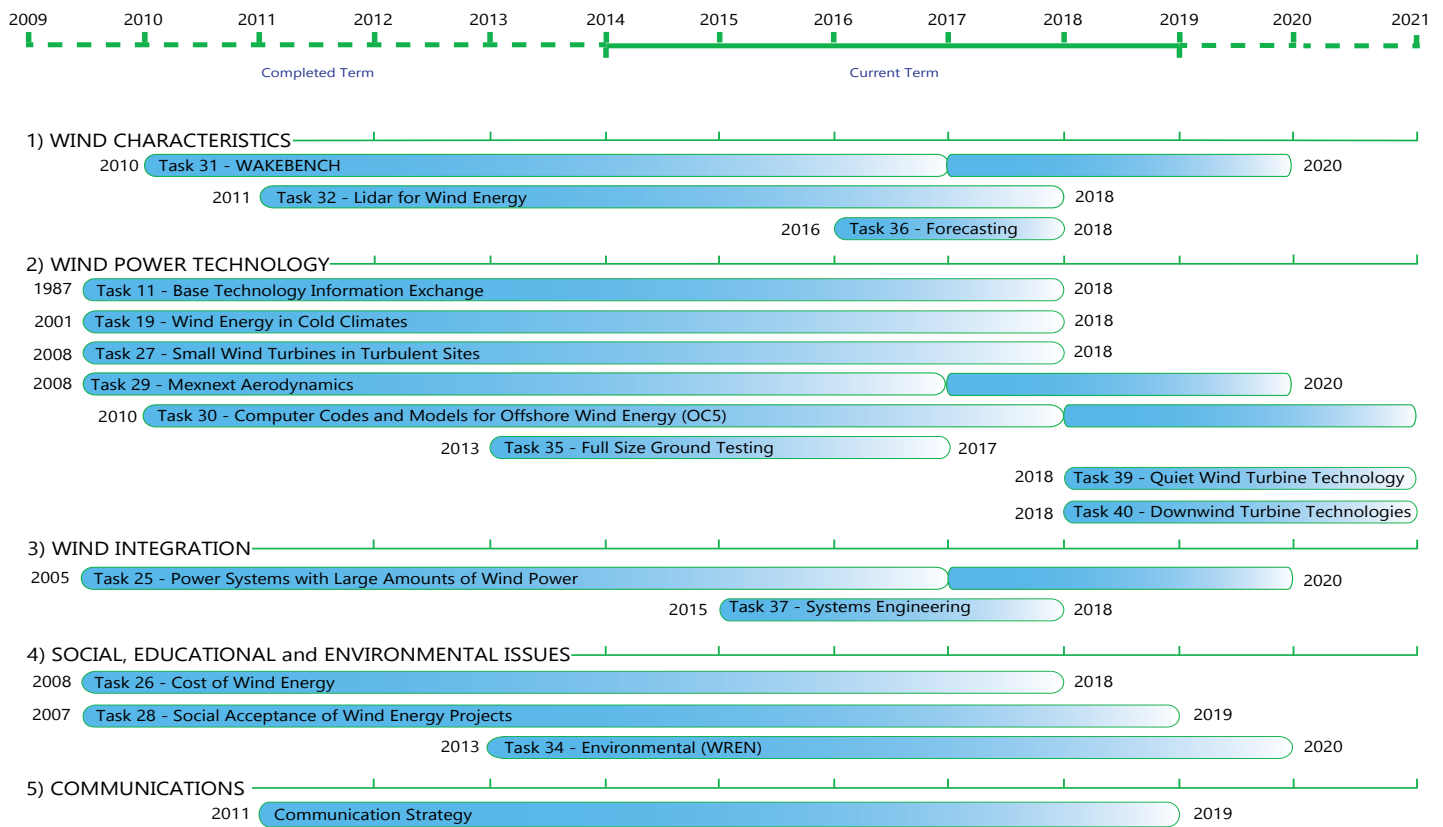 2009 2010 2011 2012 2013 2014 2015 2016 2017 2018 2019 2020 2021
Completed Term Current Term
1) WIND CHARACTERISTICS
2010 Task 31 - WAKEBENCH 2020
2011 Task 32 - Lidar for Wind Energy 2018
2016 Task 36 - Forecasting 2018
2) WIND POWER TECHNOLOGY
1987 Task 11 - Base Technology Information Exchange 2018
2001 Task 19 - Wind Energy in Cold Climates 2018
2008 Task 27 - Small Wind Turbines in Turbulent Sites 2018
2008 Task 29 - Mexnext Aerodynamics 2020
2010 Task 30 - Computer Codes and Models for Offshore Wind Energy (OC5)
2013 Task 35 - Full Size Ground Testing 2017
2018 Task 39 - Quiet Wind Turbine Technology
2018 Task 40 - Downwind Turbine Technologies
3) WIND INTEGRATION
2005 Task 25 - Power Systems with Large Amounts of Wind Power 2020
2015 Task 37 - Systems Engineering 2018
4) SOCIAL, EDUCATIONAL and ENVIRONMENTAL ISSUES
2008 Task 26 - Cost of Wind Energy 2018
2007 Task 28 - Social Acceptance of Wind Energy Projects 2019
2013 Task 34 - Environmental (WREN) 2020
5) COMMUNICATIONS
2011 Communication Strategy 2019